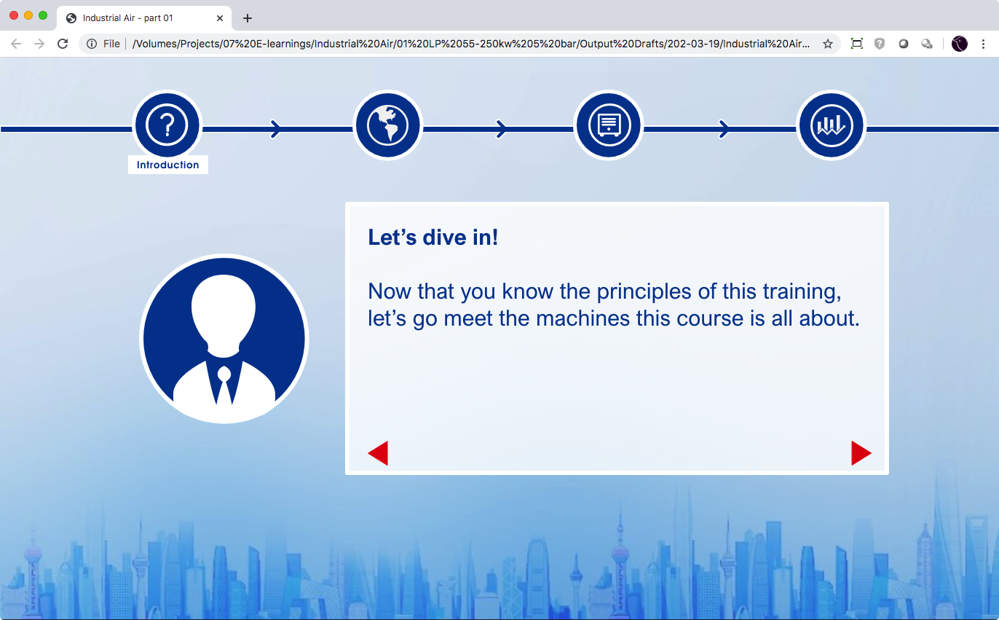 Industrial Air - part 01
File
/Volumes/Projects/07%20E-learnings/Industrial%20Air/01%20LP%2055-250kw%205%20bar/Output%20Drafts/202-03-19/Industrial%20Air...
?
Introduction
Let’s dive in!
Now that you know the principles of this training,
let’s go meet the machines this course is all about.